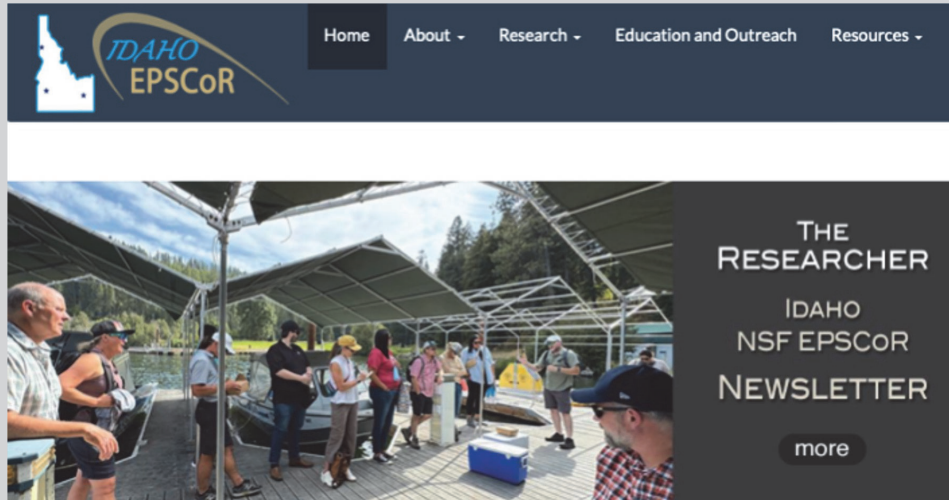 IDAHO
EPSCoR
Home About Research Education and Outreach Resources
THE
RESEARCHER
IDAHO
NSF EPSCOR
NEWSLETTER
more